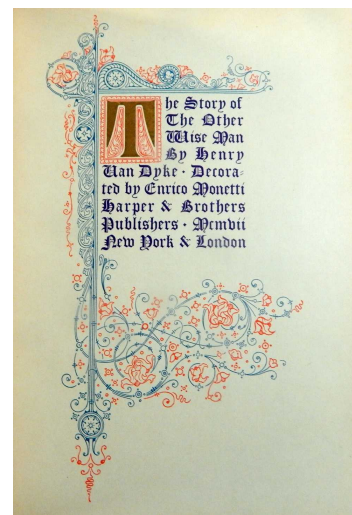 The Story of
The Other
Wise Man
By Henry
Van Dyke · Decora-
ted by Enrico Monetti
Harper & Brothers
Publishers · Mcmvii
New York & London